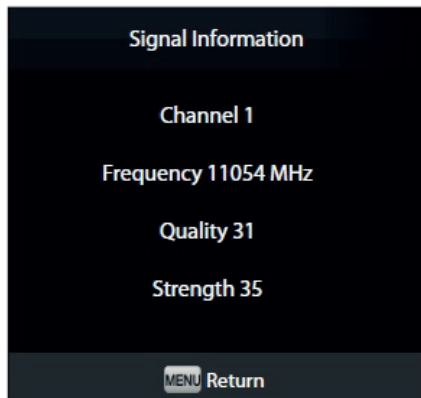 Signal Information
Channel 1
Frequency 11054 MHz
Quality 31
Strength 35
MENU Return